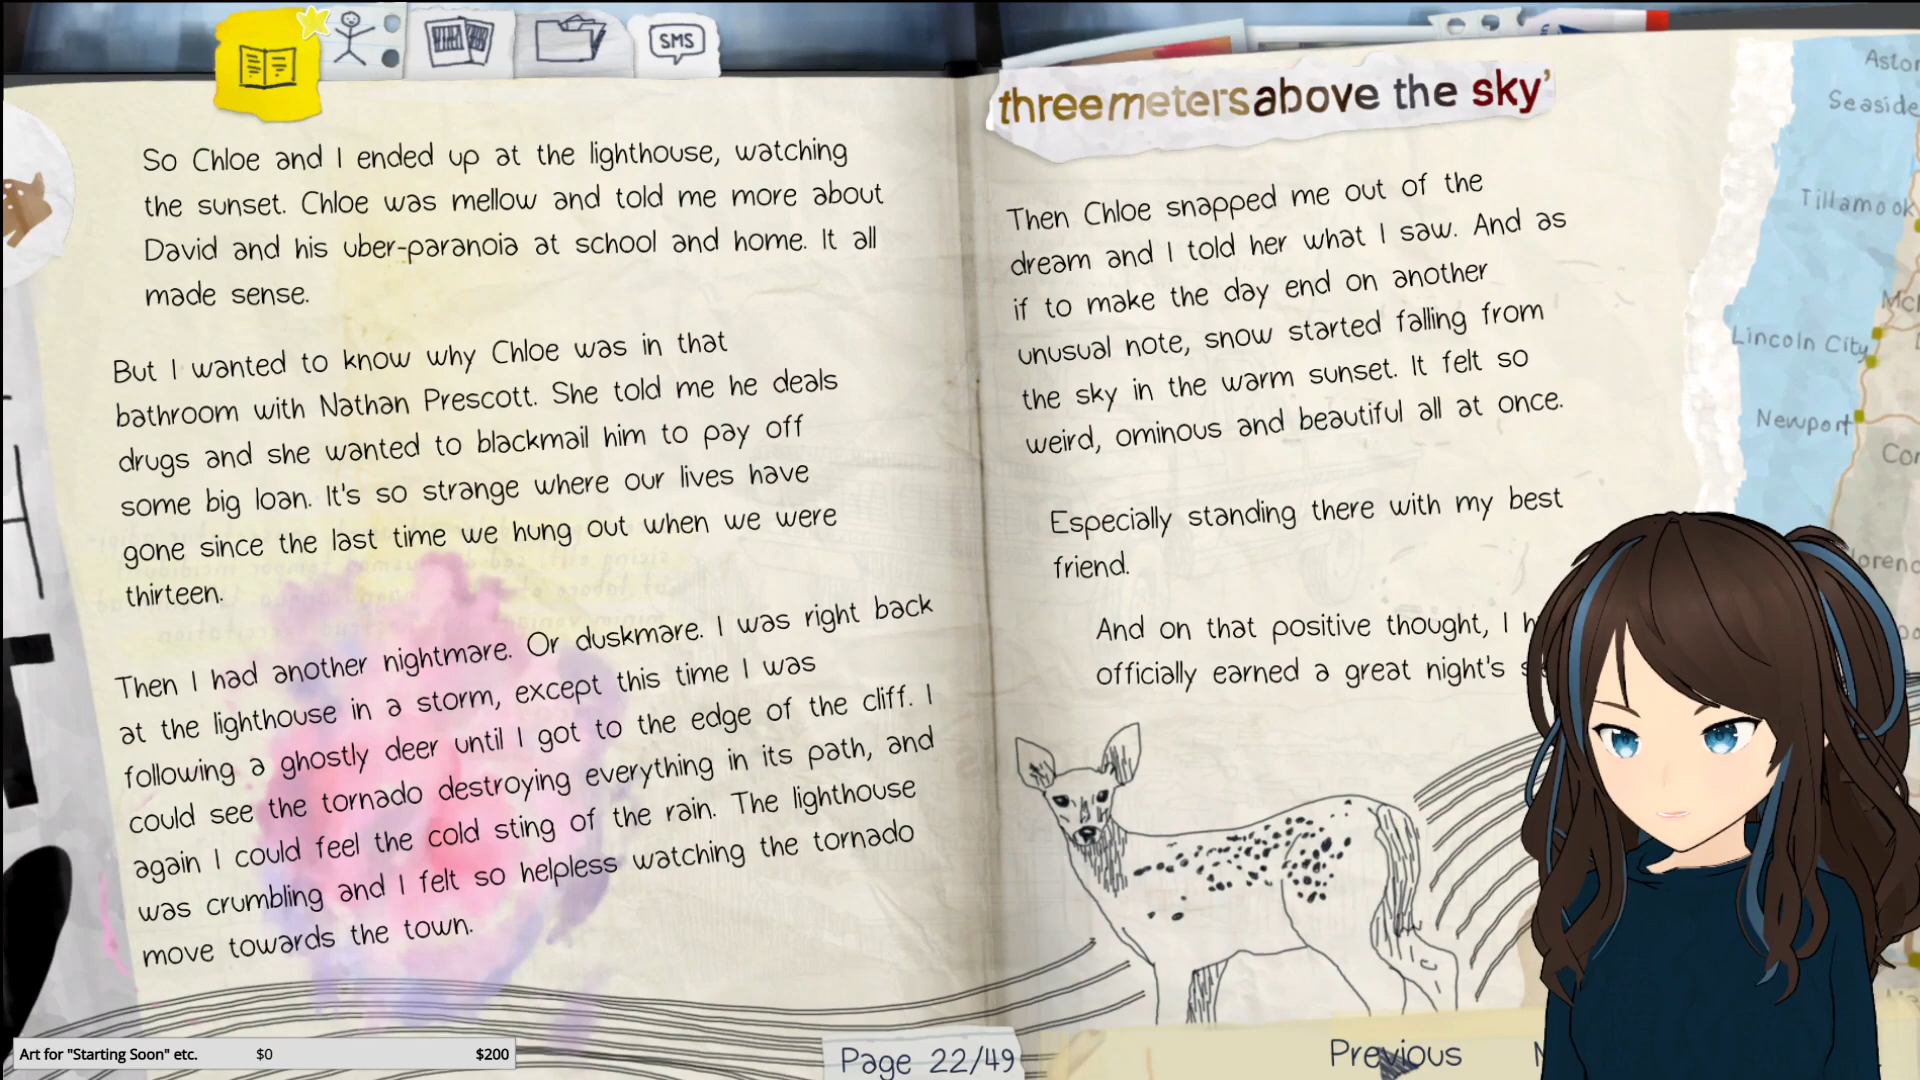 SMS
So Chloe and I ended up at the lighthouse, watching
the sunset. Chloe was mellow and told me more about
David and his uber-paranoia at school and home. It all
made sense.
But I wanted to know why Chloe was in that
bathroom with Nathan Prescott. She told me he deals
drugs and she wanted to blackmail him to pay off
some big loan. It's so strange where our lives have
gone since the last time we hung out when we were
thirteen.
Then I had another nightmare. Or duskmare. I was right back
at the lighthouse in a storm, except this time I was
following a ghostly deer until I got to the edge of the cliff. I
could see the tornado destroying everything in its path, and
again I could feel the cold sting of the rain. The lighthouse
was crumbling and I felt so helpless watching the tornado
move towards the town.
threemetersabove the sky'
Then Chloe snapped me out of the
dream and I told her what I saw. And as
if to make the day end on another
unusual note, snow started falling from
the sky in the warm sunset. It felt so
weird, ominous and beautiful all at once.
Especially standing there with my best
friend.
And on that positive thought, I
officially earned a great night's
Seaside
Tillamook
Lincoln City
Newport
Art for "Starting Soon" etc. $0 $200
Page 22/49
Previous